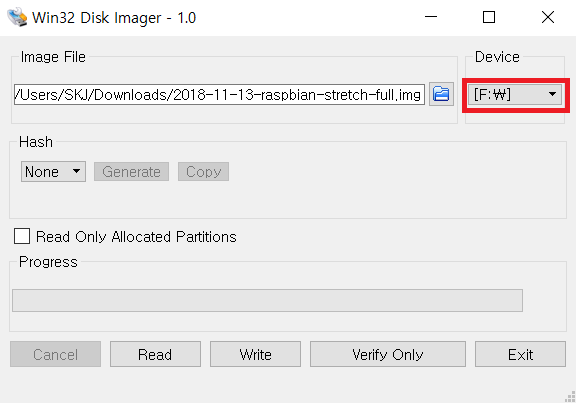 Win32 Disk Imager - 1.0
Image File
Device
/Users/SKJ/Downloads/2018-11-13-raspbian-stretch-full.img
[F:₩]
Hash
None
Generate
Copy
Read Only Allocated Partitions
Progress
Cancel
Read
Write
Verify Only
Exit